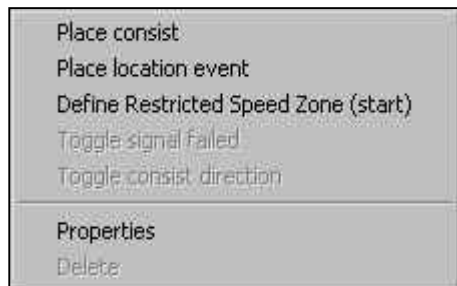 Place consist
Place location event
Define Restricted Speed Zone (start)
Toggle signal failed
Toggle consist direction
Properties
Delete